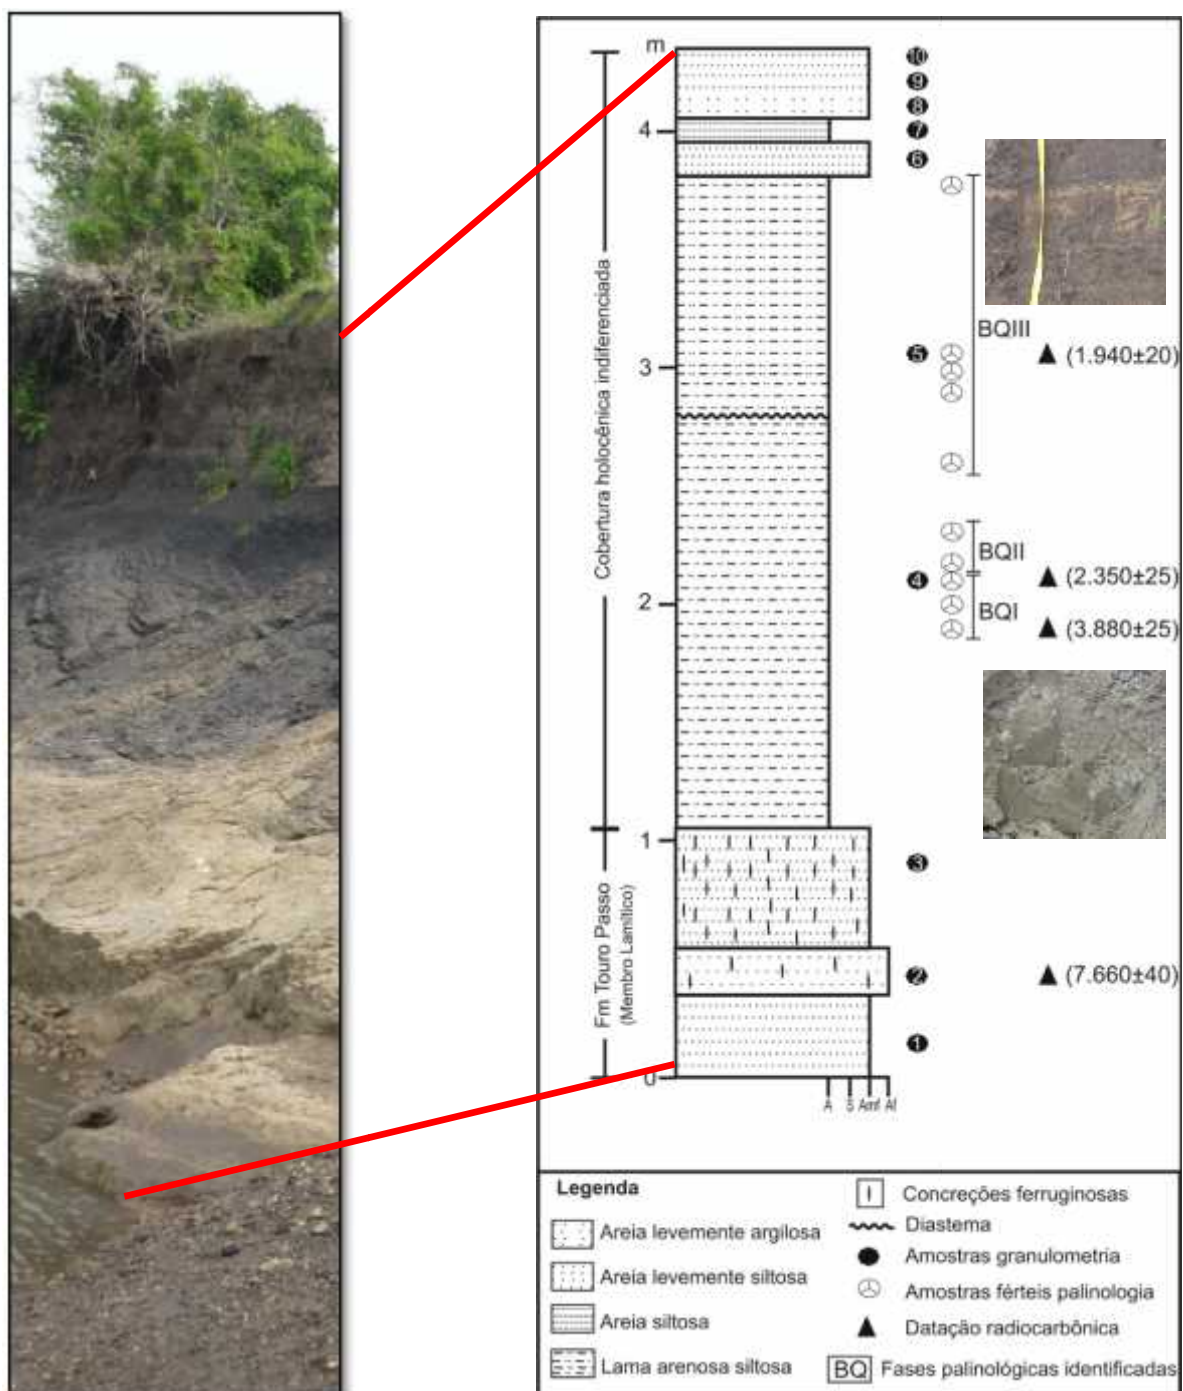 m
10
9
8
7
4
6
BQIII
5
(1.940±20)
3
Cobertura holocênica indiferenciada
BQII
4
(2.350±25)
2
BQI
(3.880±25)
1
3
Fm Touro Passo
(Membro Lamítico)
2
(7.660±40)
1
0
A S Amf Af
Legenda
Areia levemente argilosa
Areia levemente siltosa
Areia siltosa
Lama arenosa siltosa
Concreções ferruginosas
Diastema
Amostras granulometria
Amostras férteis palinologia
Datação radiocarbônica
BQ Fases palinológicas identificadas